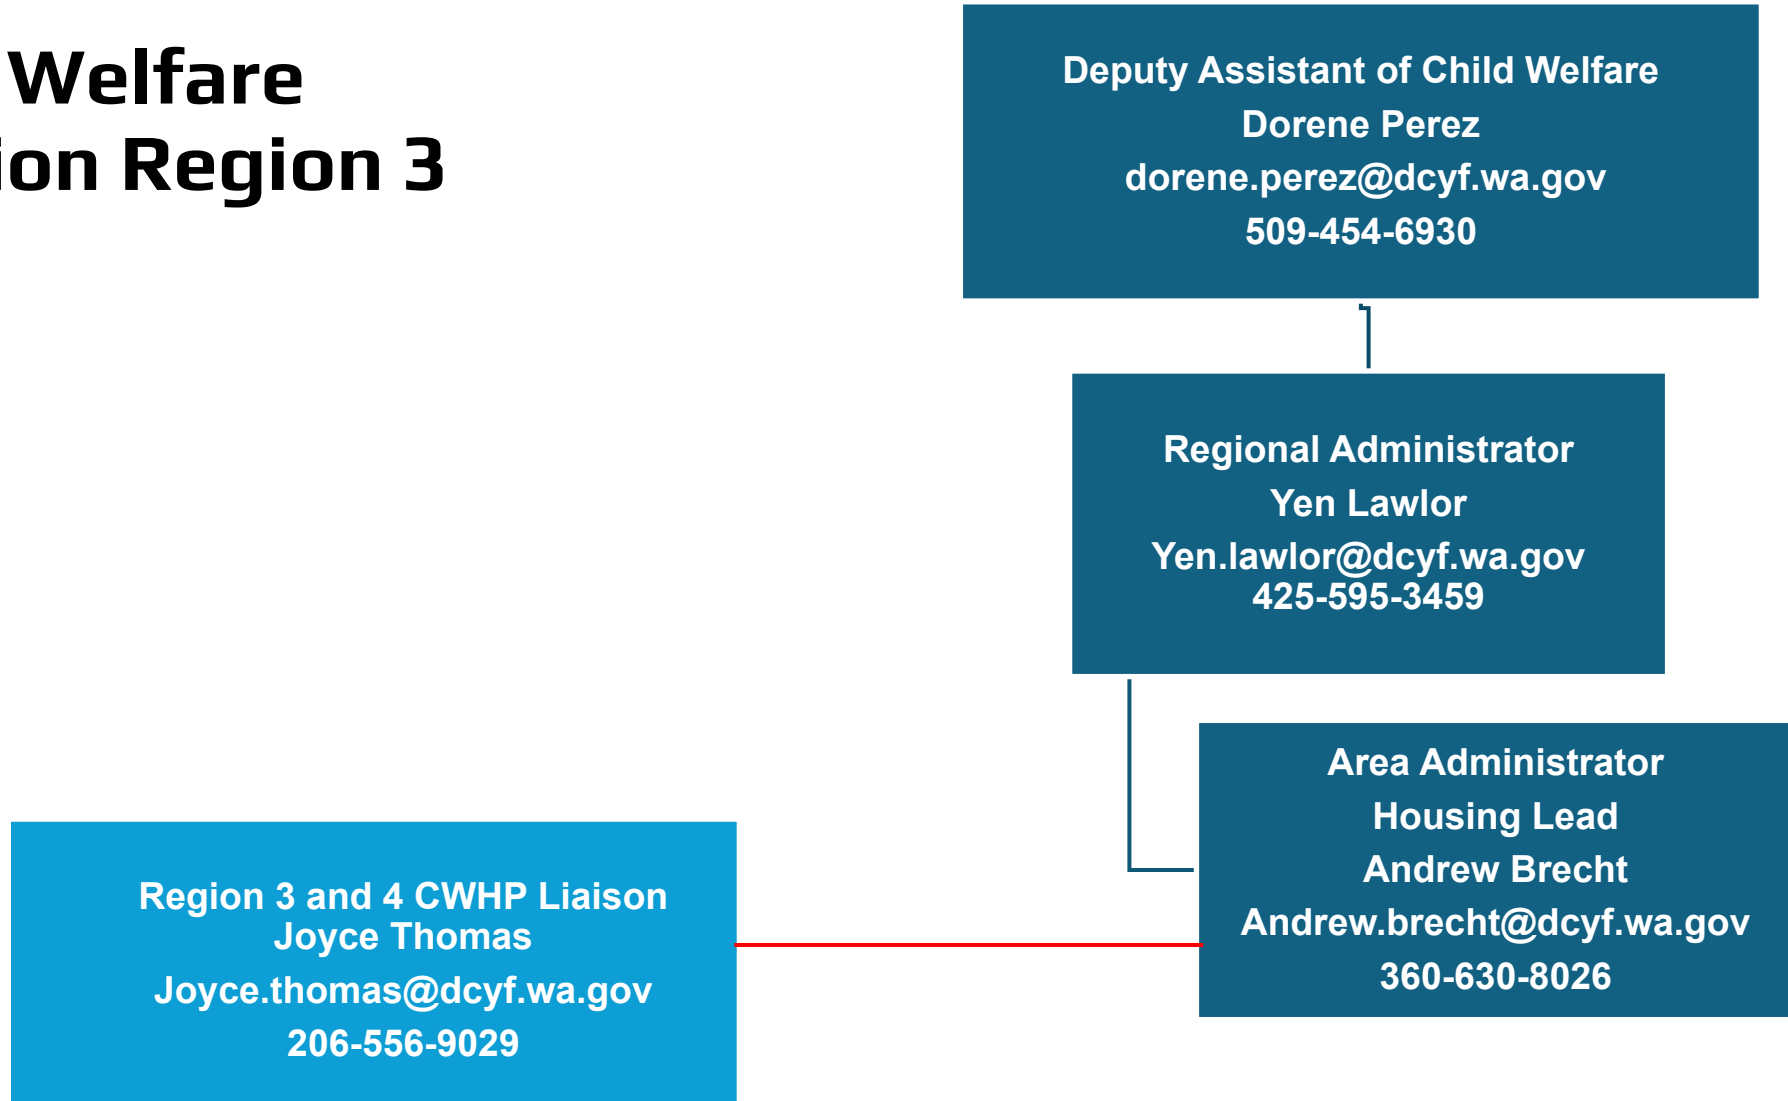 Welfare
ion Region 3
Deputy Assistant of Child Welfare
Dorene Perez
dorene.perez@dcyf.wa.gov
509-454-6930
Regional Administrator
Yen Lawlor
Yen.lawlor@dcyf.wa.gov
425-595-3459
Area Administrator
Housing Lead
Andrew Brecht
Andrew.brecht@dcyf.wa.gov
360-630-8026
Region 3 and 4 CWHP Liaison
Joyce Thomas
Joyce.thomas@dcyf.wa.gov
206-556-9029